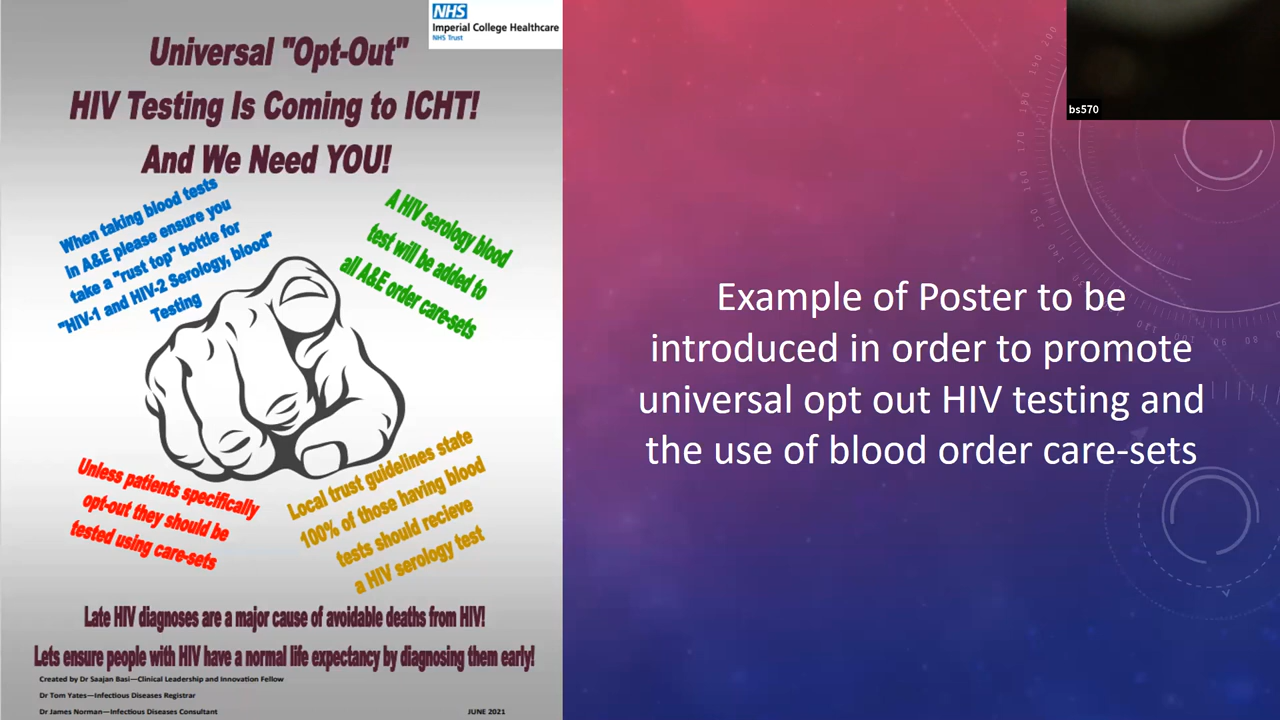 NHS
Imperial College Healthcare
NHS Trust
Universal "Opt-Out"
HIV Testing Is Coming to ICHT!
And We Need YOU!
When taking blood tests
in A&E please ensure you
take a "rust top" bottle for
"HIV-1 and HIV-2 Serology, blood"
Testing
A HIV serology blood
test will be added to
all A&E order care-sets
Unless patients specifically
opt-out they should be
tested using care-sets
Local trust guidelines state
100% of those having blood
tests should recieve
a HIV serology test
Late HIV diagnoses are a major cause of avoidable deaths from HIV!
Lets ensure people with HIV have a normal life expectancy by diagnosing them early!
Created by Dr Saajan Basi—Clinical Leadership and Innovation Fellow
Dr Tom Yates—Infectious Diseases Registrar
Dr James Norman—Infectious Diseases Consultant
JUNE 2021
Example of Poster to be
introduced in order to promote
universal opt out HIV testing and
the use of blood order care-sets
bs570
200
190
180
170
160
150